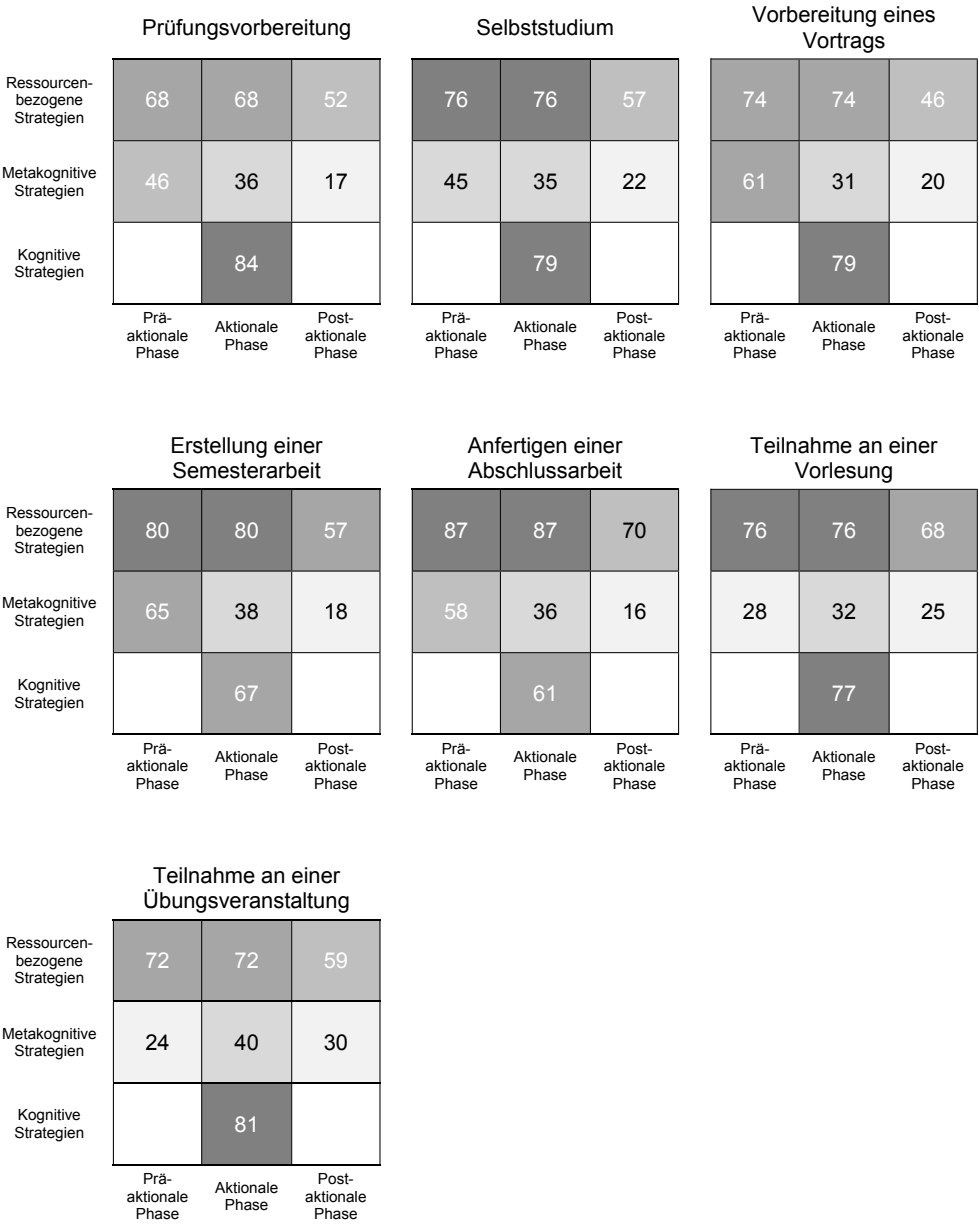 Prüfungsvorbereitung
Selbststudium
Vorbereitung eines
Vortrags
Ressourcen-
bezogene
Strategien
68 68 52
76 76 57
74 74 46
Metakognitive
Strategien
46 36 17
45 35 22
61 31 20
Kognitive
Strategien
84
79
79
Prä-
aktionale
Phase
Aktionale
Phase
Post-
aktionale
Phase
Prä-
aktionale
Phase
Aktionale
Phase
Post-
aktionale
Phase
Prä-
aktionale
Phase
Aktionale
Phase
Post-
aktionale
Phase
Erstellung einer
Semesterarbeit
Anfertigen einer
Abschlussarbeit
Teilnahme an einer
Vorlesung
Ressourcen-
bezogene
Strategien
80 80 57
87 87 70
76 76 68
Metakognitive
Strategien
65 38 18
58 36 16
28 32 25
Kognitive
Strategien
67
61
77
Prä-
aktionale
Phase
Aktionale
Phase
Post-
aktionale
Phase
Prä-
aktionale
Phase
Aktionale
Phase
Post-
aktionale
Phase
Prä-
aktionale
Phase
Aktionale
Phase
Post-
aktionale
Phase
Teilnahme an einer
Übungsveranstaltung
Ressourcen-
bezogene
Strategien
72 72 59
Metakognitive
Strategien
24 40 30
Kognitive
Strategien
81
Prä-
aktionale
Phase
Aktionale
Phase
Post-
aktionale
Phase